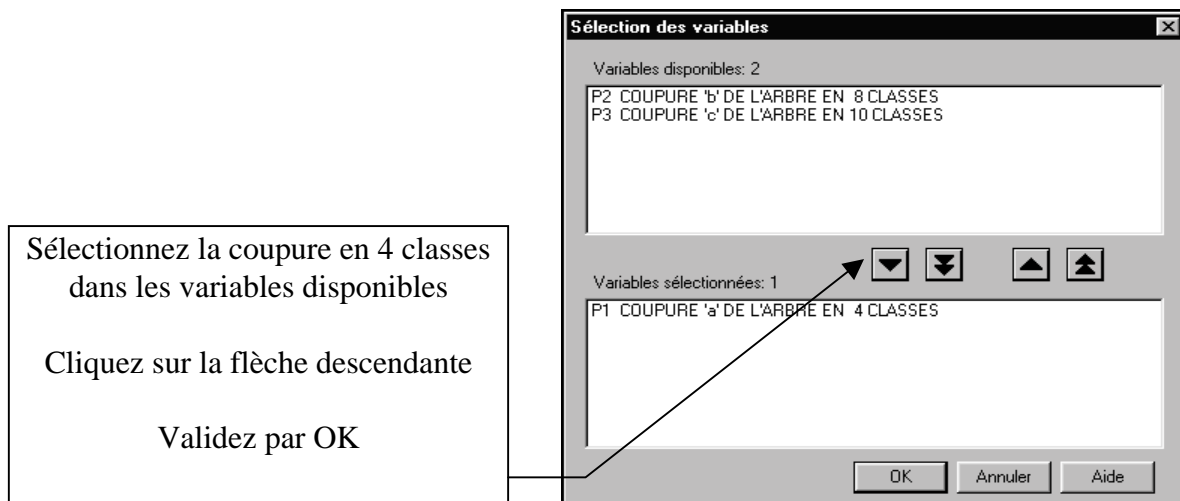 Sélection des variables
Variables disponibles: 2
P2 COUPURE 'b' DE L'ARBRE EN 8 CLASSES
P3 COUPURE 'c' DE L'ARBRE EN 10 CLASSES
Sélectionnez la coupure en 4 classes
dans les variables disponibles
Cliquez sur la flèche descendante
Validez par OK
Variables sélectionnées: 1
P1 COUPURE 'a' DE L'ARBRE EN 4 CLASSES
OK Annuler Aide